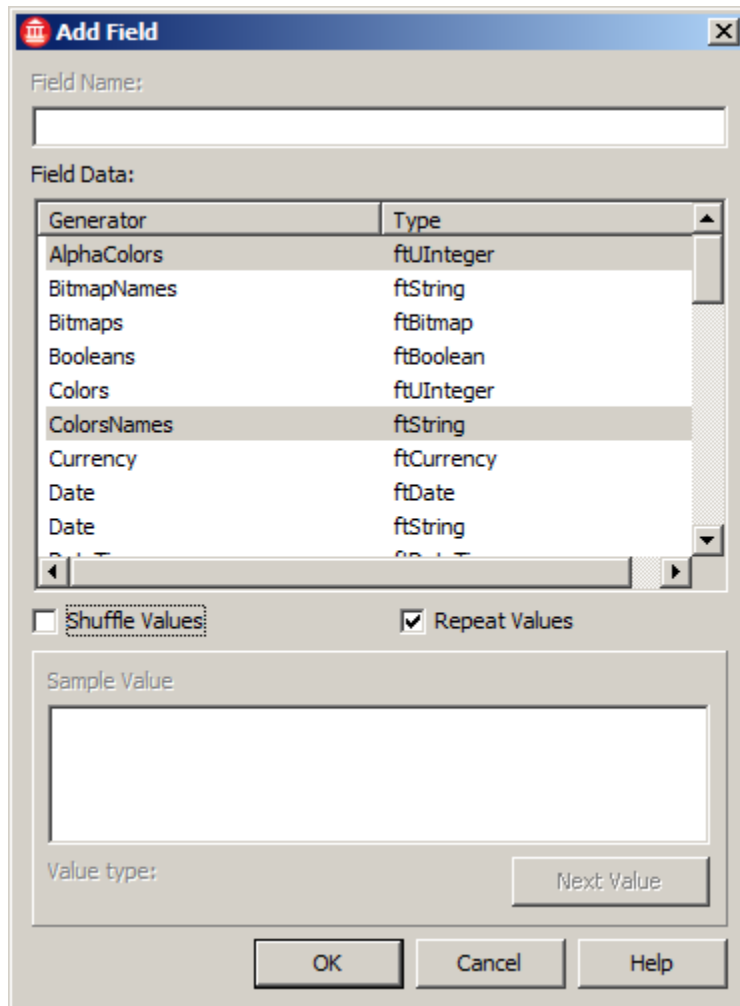 Add Field
Field Name:
Field Data:
Generator Type
AlphaColors ftUInteger
BitmapNames ftString
Bitmaps ftBitmap
Booleans ftBoolean
Colors ftUInteger
ColorsNames ftString
Currency ftCurrency
Date ftDate
Date ftString
Shuffle Values Repeat Values
Sample Value
Value type:
Next Value
OK Cancel Help